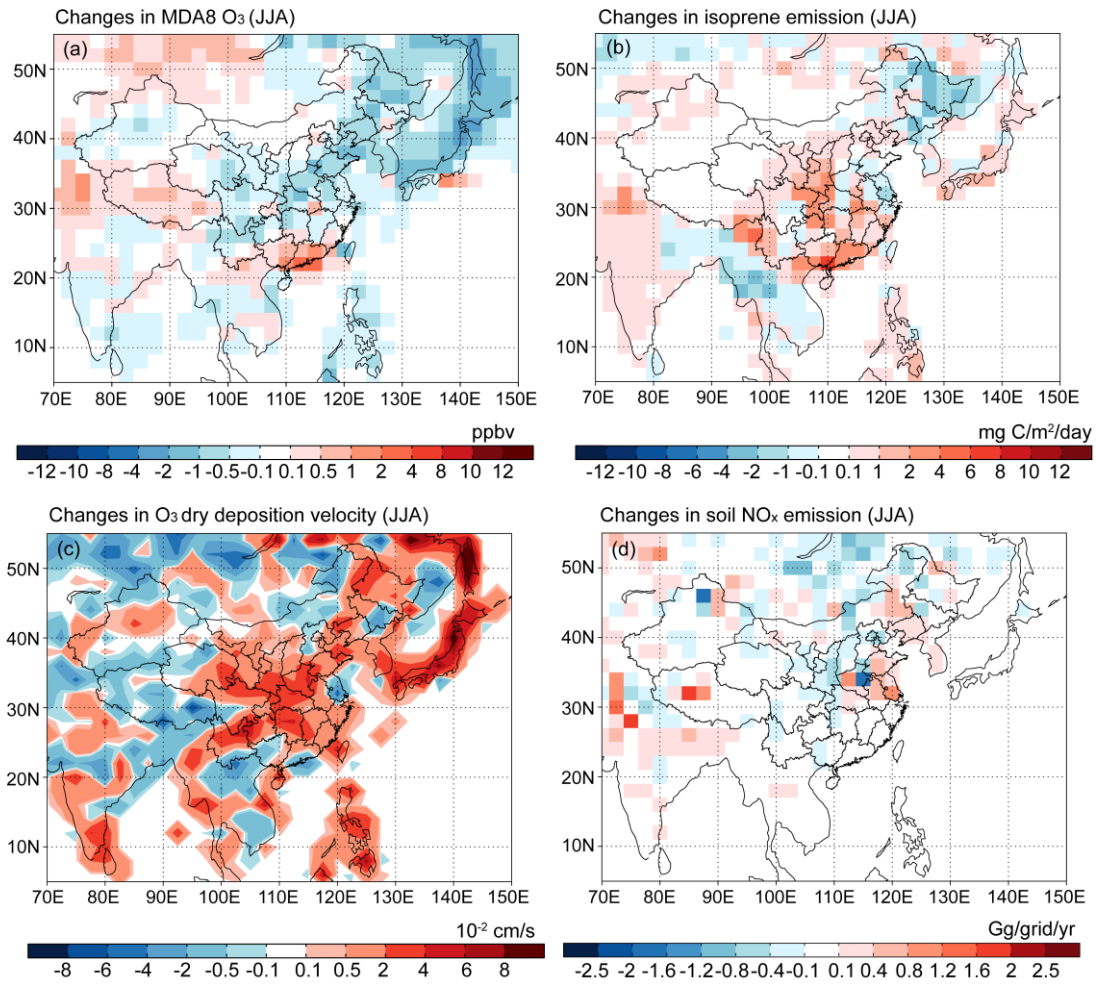 Changes in MDA8 O₃ (JJA)
(a)
50N
40N
30N
20N
10N
70E 80E 90E 100E 110E 120E 130E 140E 150E
ppbv
-12 -10 -8 -4 -2 -1 -0.5 -0.1 0.1 0.5 1 2 4 8 10 12
Changes in isoprene emission (JJA)
(b)
50N
40N
30N
20N
10N
70E 80E 90E 100E 110E 120E 130E 140E 150E
mg C/m²/day
-12 -10 -8 -6 -4 -2 -1 -0.1 0.1 1 2 4 6 8 10 12
Changes in O₃ dry deposition velocity (JJA)
(c)
50N
40N
30N
20N
10N
70E 80E 90E 100E 110E 120E 130E 140E 150E
10⁻² cm/s
-8 -6 -4 -2 -0.5 -0.1 0.1 0.5 2 4 6 8
Changes in soil NOₓ emission (JJA)
(d)
50N
40N
30N
20N
10N
70E 80E 90E 100E 110E 120E 130E 140E 150E
Gg/grid/yr
-2.5 -2 -1.6 -1.2 -0.8 -0.4 -0.1 0.1 0.4 0.8 1.2 1.6 2 2.5